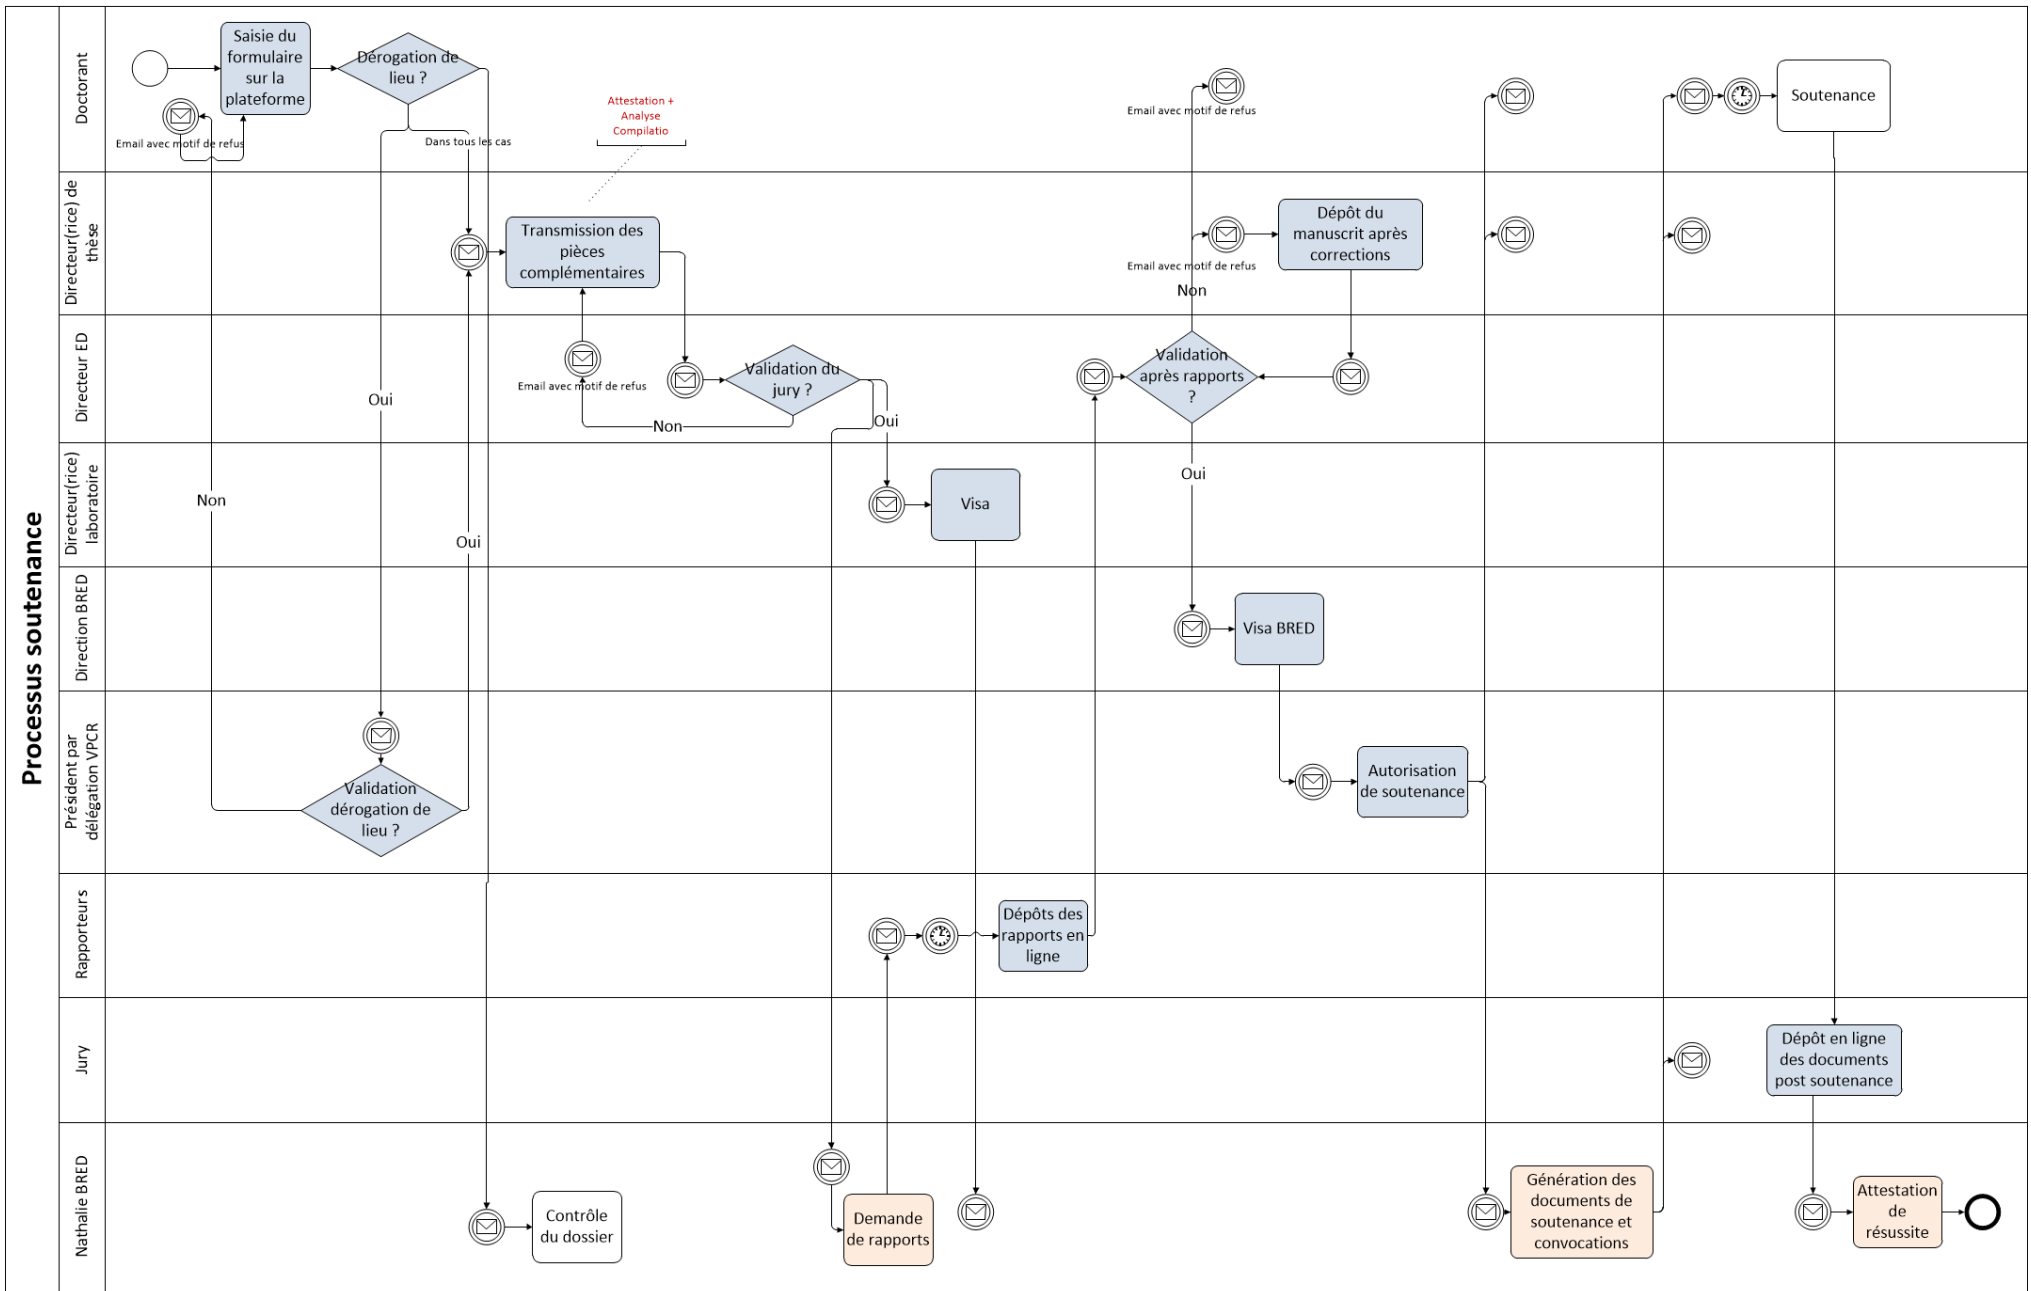 Processus soutenance
Doctorant
Saisie du
formulaire
sur la
plateforme
Dérogation de
lieu ?
Email avec motif de refus
Dans tous les cas
Attestation +
Analyse
Compilatio
Email avec motif de refus
Soutenance
Directeur(rice) de
thèse
Transmission des
pièces
complémentaires
Dépôt du
manuscrit après
corrections
Email avec motif de refus
Non
Directeur ED
Oui
Email avec motif de refus
Validation du
jury ?
Non
Oui
Validation
après rapports
?
Directeur(rice)
laboratoire
Non
Oui
Visa
Oui
Direction BRED
Visa BRED
Président par
délégation VPCR
Validation
dérogation de
lieu ?
Autorisation
de soutenance
Rapporteurs
Dépôts des
rapports en
ligne
Jury
Dépôt en ligne
des documents
post soutenance
Nathalie BRED
Contrôle
du dossier
Demande
de rapports
Génération des
documents de
soutenance et
convocations
Attestation
de
résussite